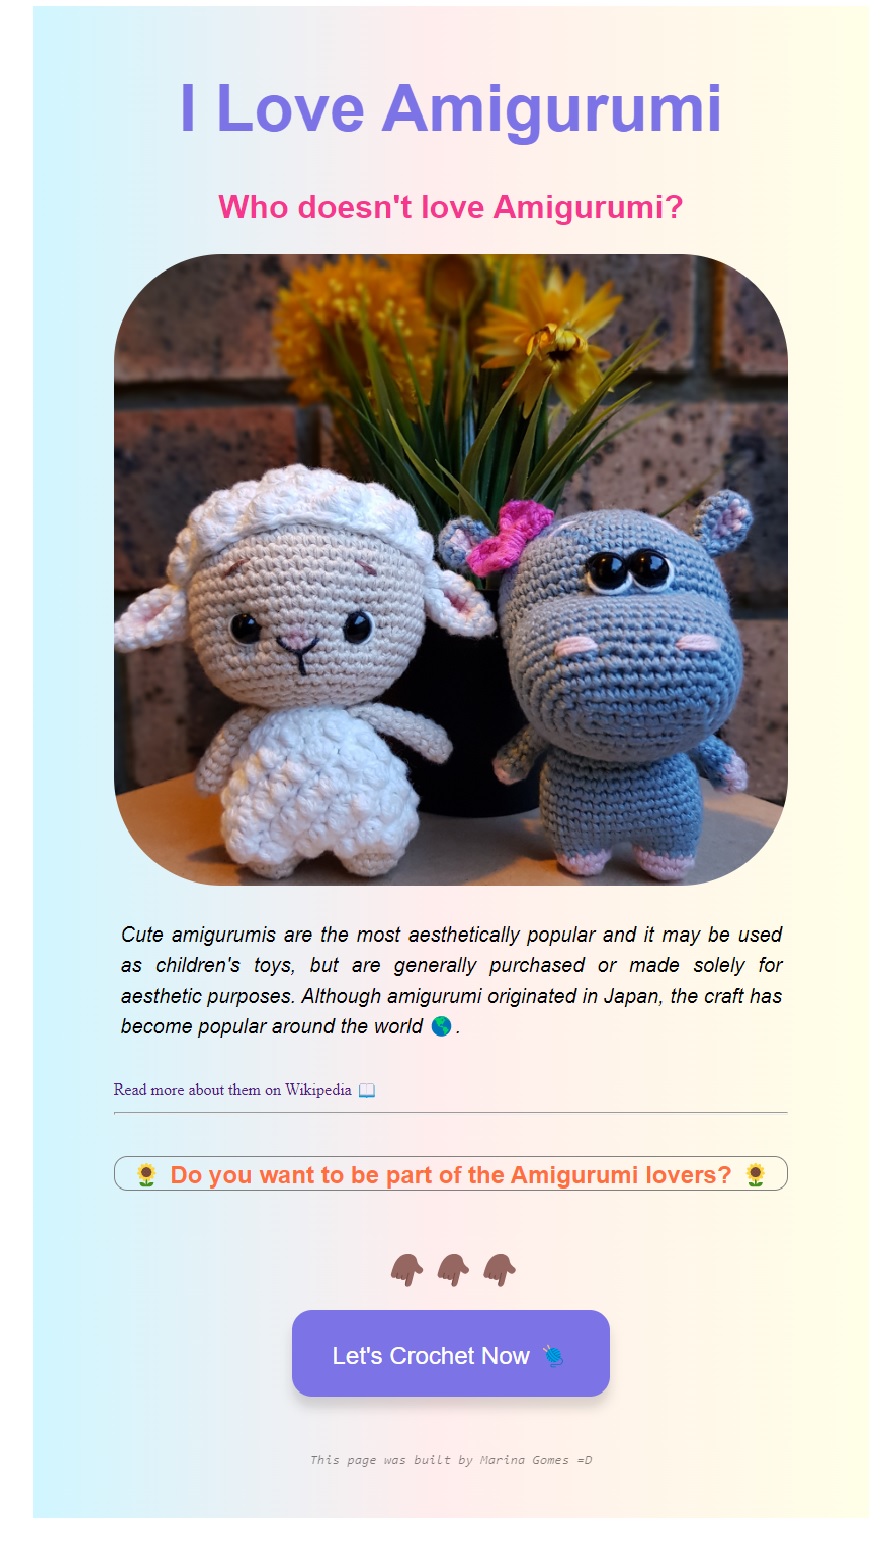 I Love Amigurumi
Who doesn't love Amigurumi?
Cute amigurumis are the most aesthetically popular and it may be used
as children's toys, but are generally purchased or made solely for
aesthetic purposes. Although amigurumi originated in Japan, the craft has
become popular around the world 🌎 .
Read more about them on Wikipedia 📖
🌻 Do you want to be part of the Amigurumi lovers? 🌻
👇🏾 👇🏾 👇🏾
Let's Crochet Now 🧶
This page was built by Marina Gomes =D